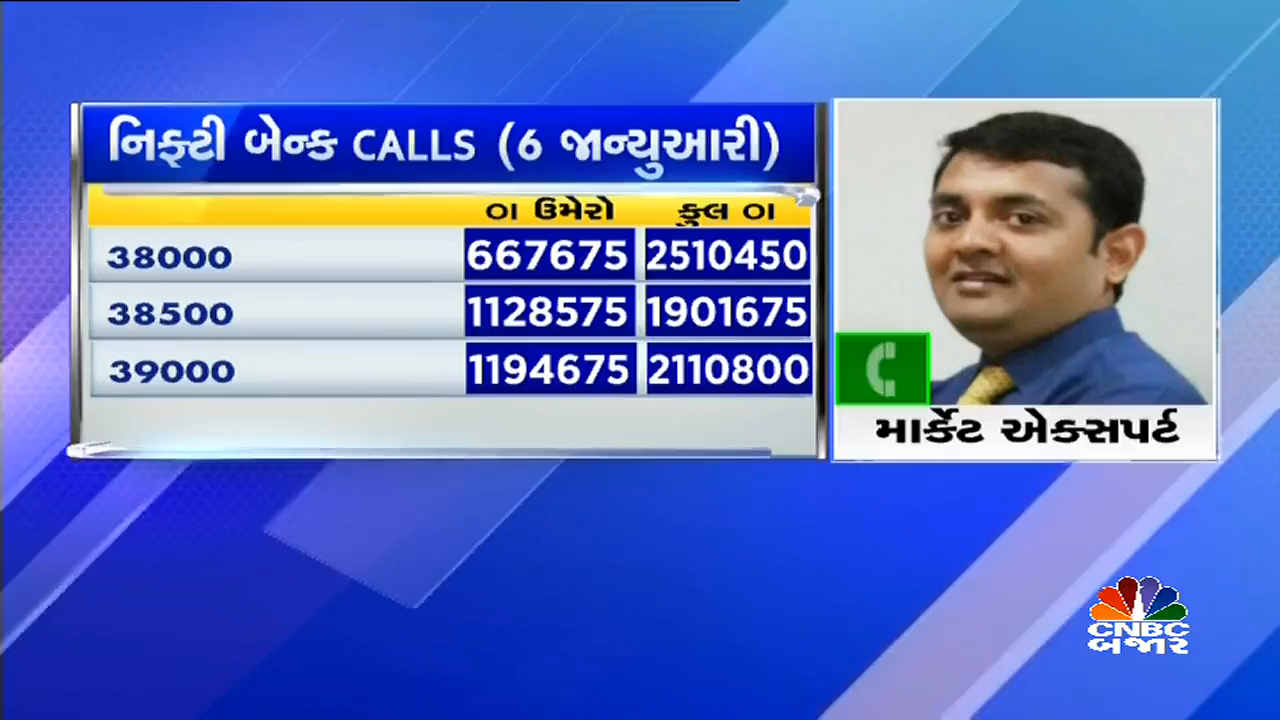 નિફ્ટી બેન્ક CALLS (6 જાન્યુઆરી)
OI ઉમેરો કુલ OI
38000 667675 2510450
38500 1128575 1901675
39000 1194675 2110800
માર્કેટ એક્સપર્ટ
CNBC
બજાર